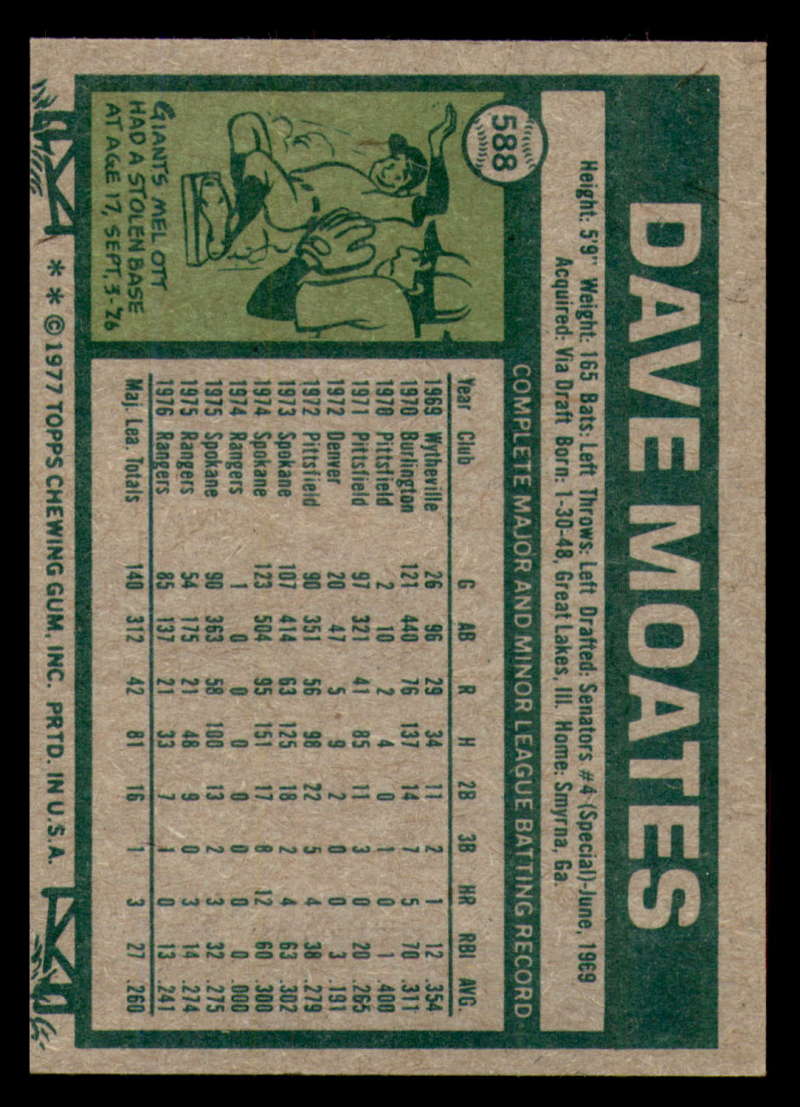 588
DAVE MOATES
Height: 5'9" Weight: 165 Bats: Left Throws: Left Drafted: Senators #4 (Special)-June, 1969
Acquired: Via Draft Born: 1-30-48, Great Lakes, Ill. Home: Smyrna, Ga.
GIANTS MEL OTT
HAD A STOLEN BASE
AT AGE 17, SEPT. 3-'26
COMPLETE MAJOR AND MINOR LEAGUE BATTING RECORD
Year Club G AB R H 2B 3B HR RBI AVG.
1969 Wytheville 26 96 29 34 11 2 1 12 .354
1970 Burlington 121 440 76 137 14 7 5 70 .311
1970 Pittsfield 2 10 2 4 0 1 0 1 .400
1971 Pittsfield 97 321 41 85 11 3 0 20 .265
1972 Denver 20 47 5 9 2 0 0 3 .191
1972 Pittsfield 90 351 56 98 22 5 4 38 .279
1973 Spokane 107 414 63 125 18 2 4 63 .302
1974 Spokane 123 504 95 151 17 8 12 60 .300
1974 Rangers 1 0 0 0 0 0 0 0 .000
1975 Spokane 90 363 58 100 13 2 3 32 .275
1975 Rangers 54 175 21 48 9 0 3 14 .274
1976 Rangers 85 137 21 33 7 1 0 13 .241
Maj. Lea. Totals 140 312 42 81 16 1 3 27 .260
* * © 1977 TOPPS CHEWING GUM, INC. PRTD. IN U.S.A.